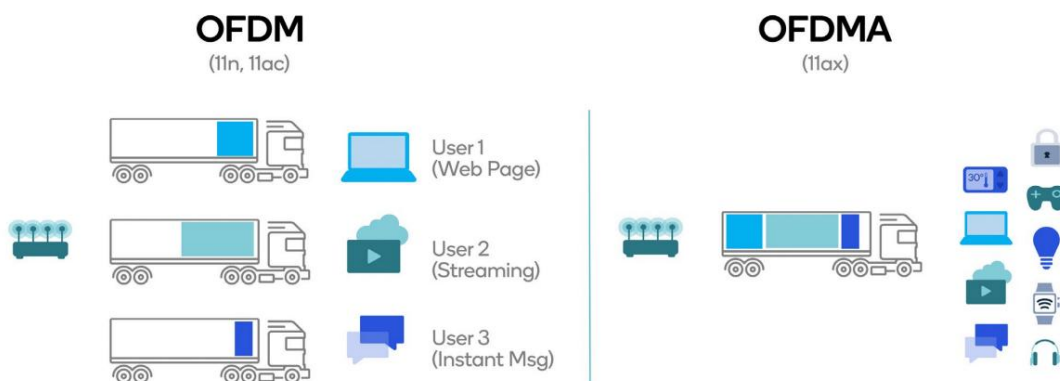 OFDM
(11n, 11ac)
User 1
(Web Page)
User 2
(Streaming)
User 3
(Instant Msg)
OFDMA
(11ax)
30°